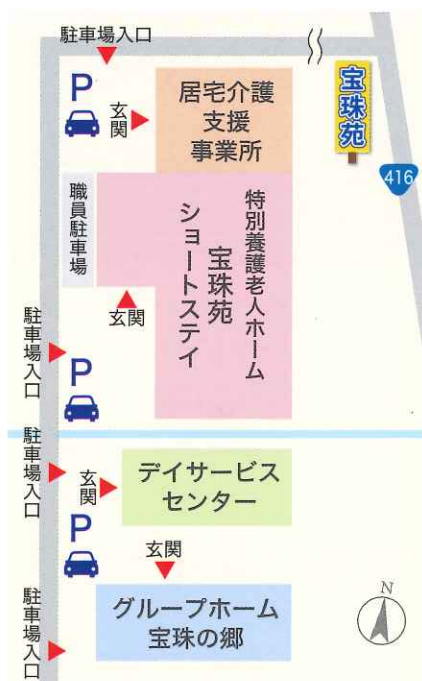 駐車場入口
P
玄関
居宅介護
支援
事業所
宝珠苑
416
職員駐車場
特別養護老人ホーム
宝珠苑
ショートステイ
玄関
駐車場入口
P
駐車場入口
玄関
デイサービス
センター
P
玄関
グループホーム
宝珠の郷
駐車場入口
N